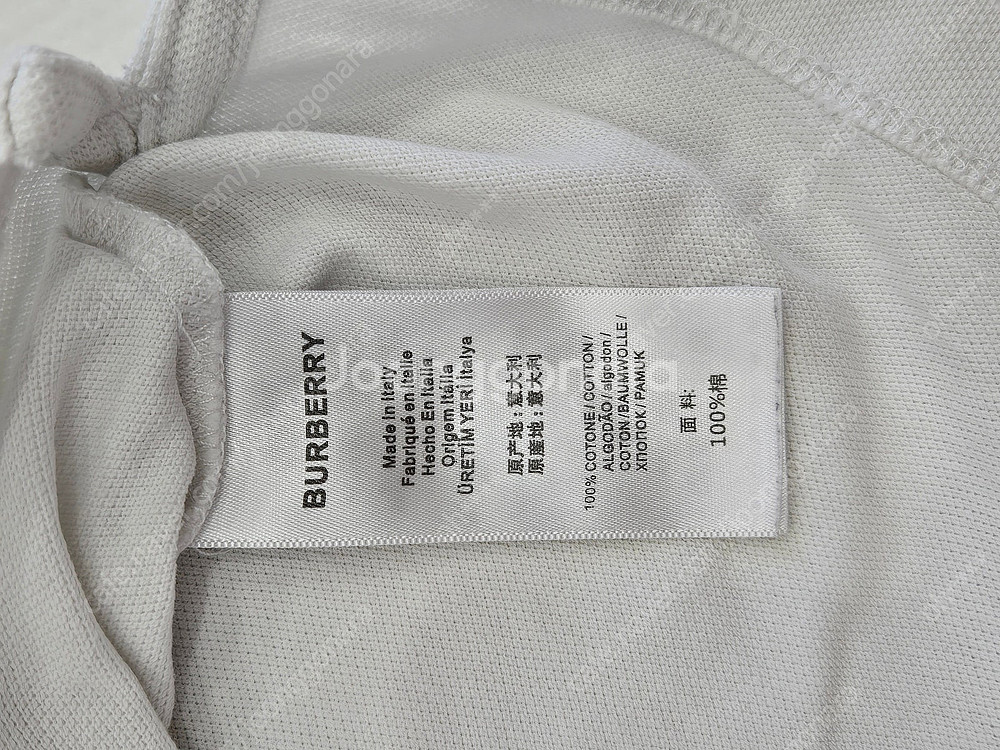 BURBERRY
Made In Italy
Fabriqué en Italie
Hecho En Italia
Origem Itália
ÜRETİM YERİ Italya
原产地：意大利
原產地：意大利
100% COTONE / COTTON /
ALGODÃO / algodon /
COTON / BAUMWOLLE /
ХЛОПОК / PAMUK
面 料:
100%棉